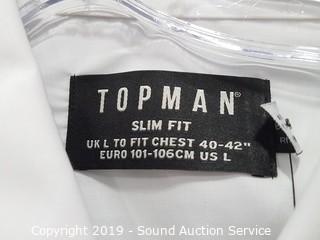 TOPMAN®
SLIM FIT
UK L TO FIT CHEST 40-42"
EURO 101-106CM US L
Copyright 2019 - Sound Auction Service